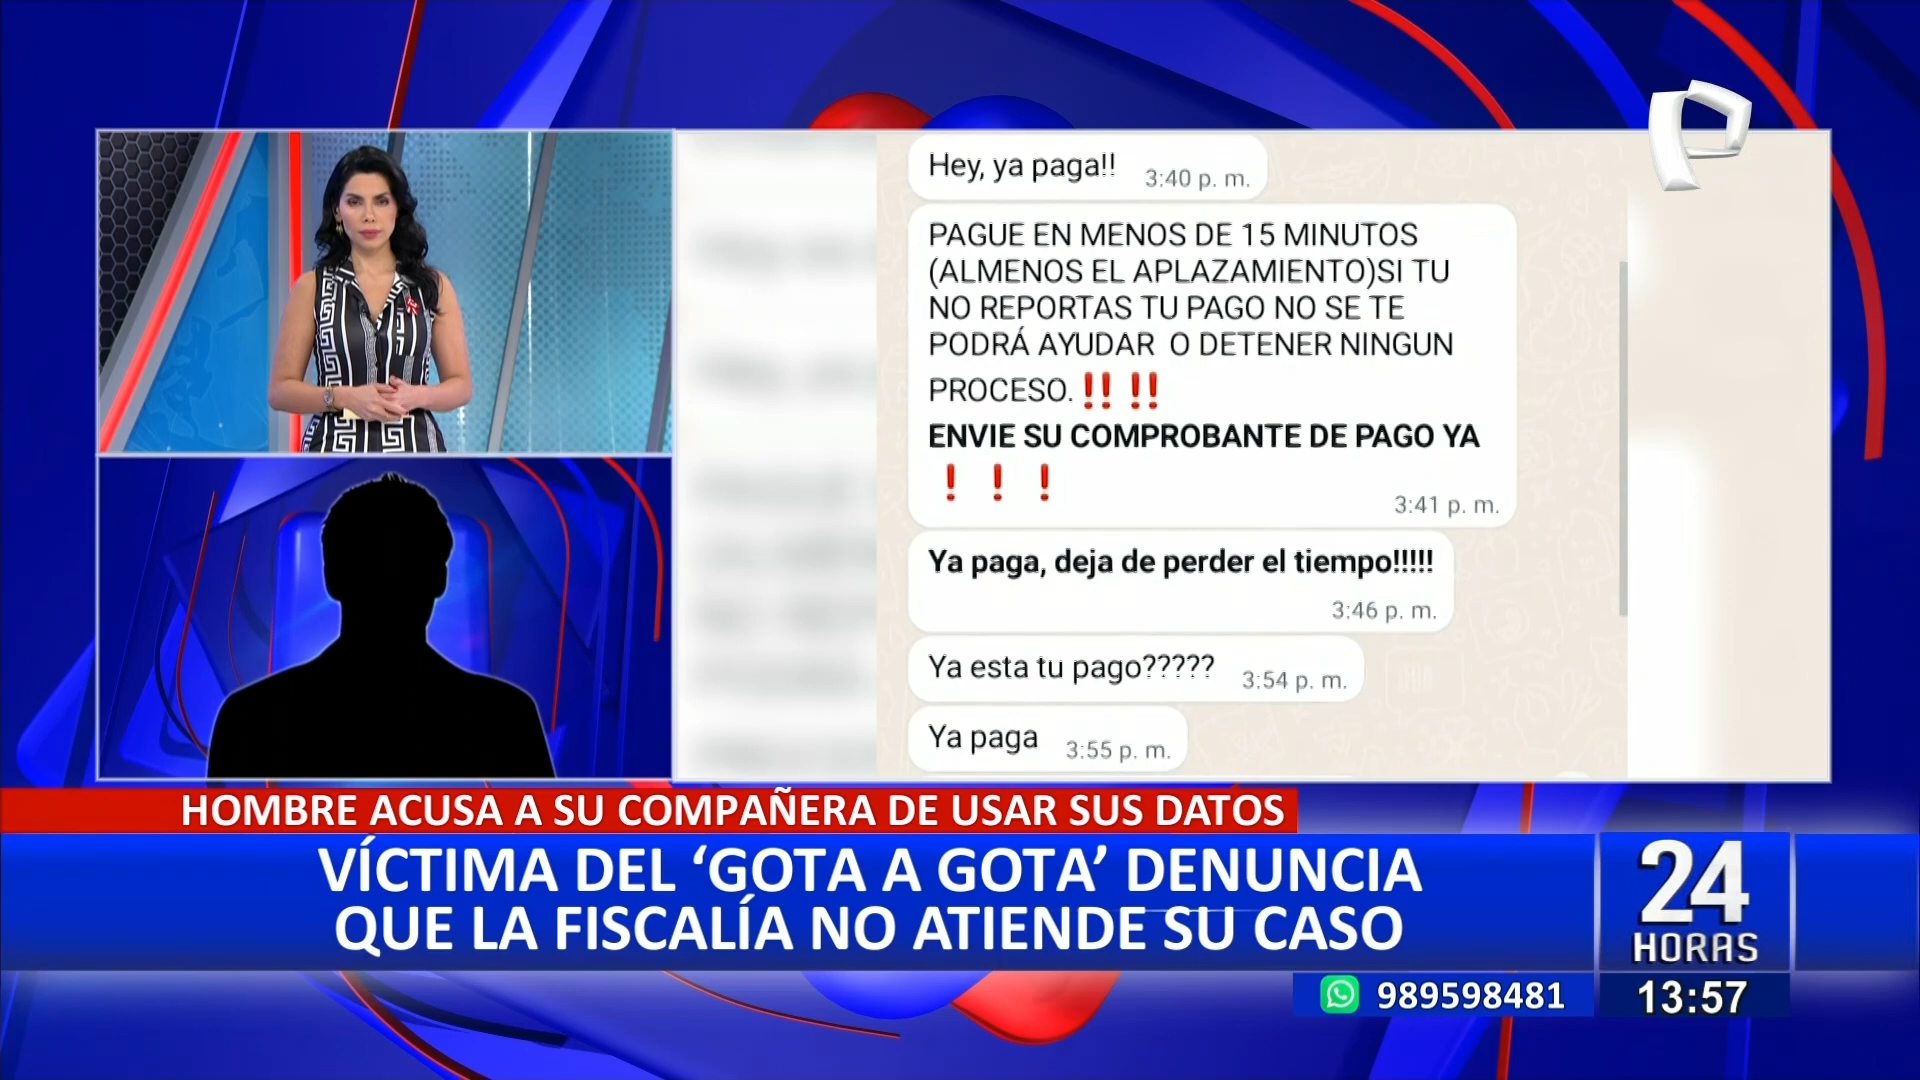 Hey, ya paga!! 3:40 p. m.
PAGUE EN MENOS DE 15 MINUTOS
(ALMENOS EL APLAZAMIENTO)SI TU
NO REPORTAS TU PAGO NO SE TE
PODRÁ AYUDAR O DETENER NINGUN
PROCESO.‼️ ‼️
ENVIE SU COMPROBANTE DE PAGO YA
❗ ❗ ❗
3:41 p. m.
Ya paga, deja de perder el tiempo!!!!!
3:46 p. m.
Ya esta tu pago????? 3:54 p. m.
Ya paga 3:55 p. m.
HOMBRE ACUSA A SU COMPAÑERA DE USAR SUS DATOS
VÍCTIMA DEL ‘GOTA A GOTA’ DENUNCIA
QUE LA FISCALÍA NO ATIENDE SU CASO
24
HORAS
989598481
13:57